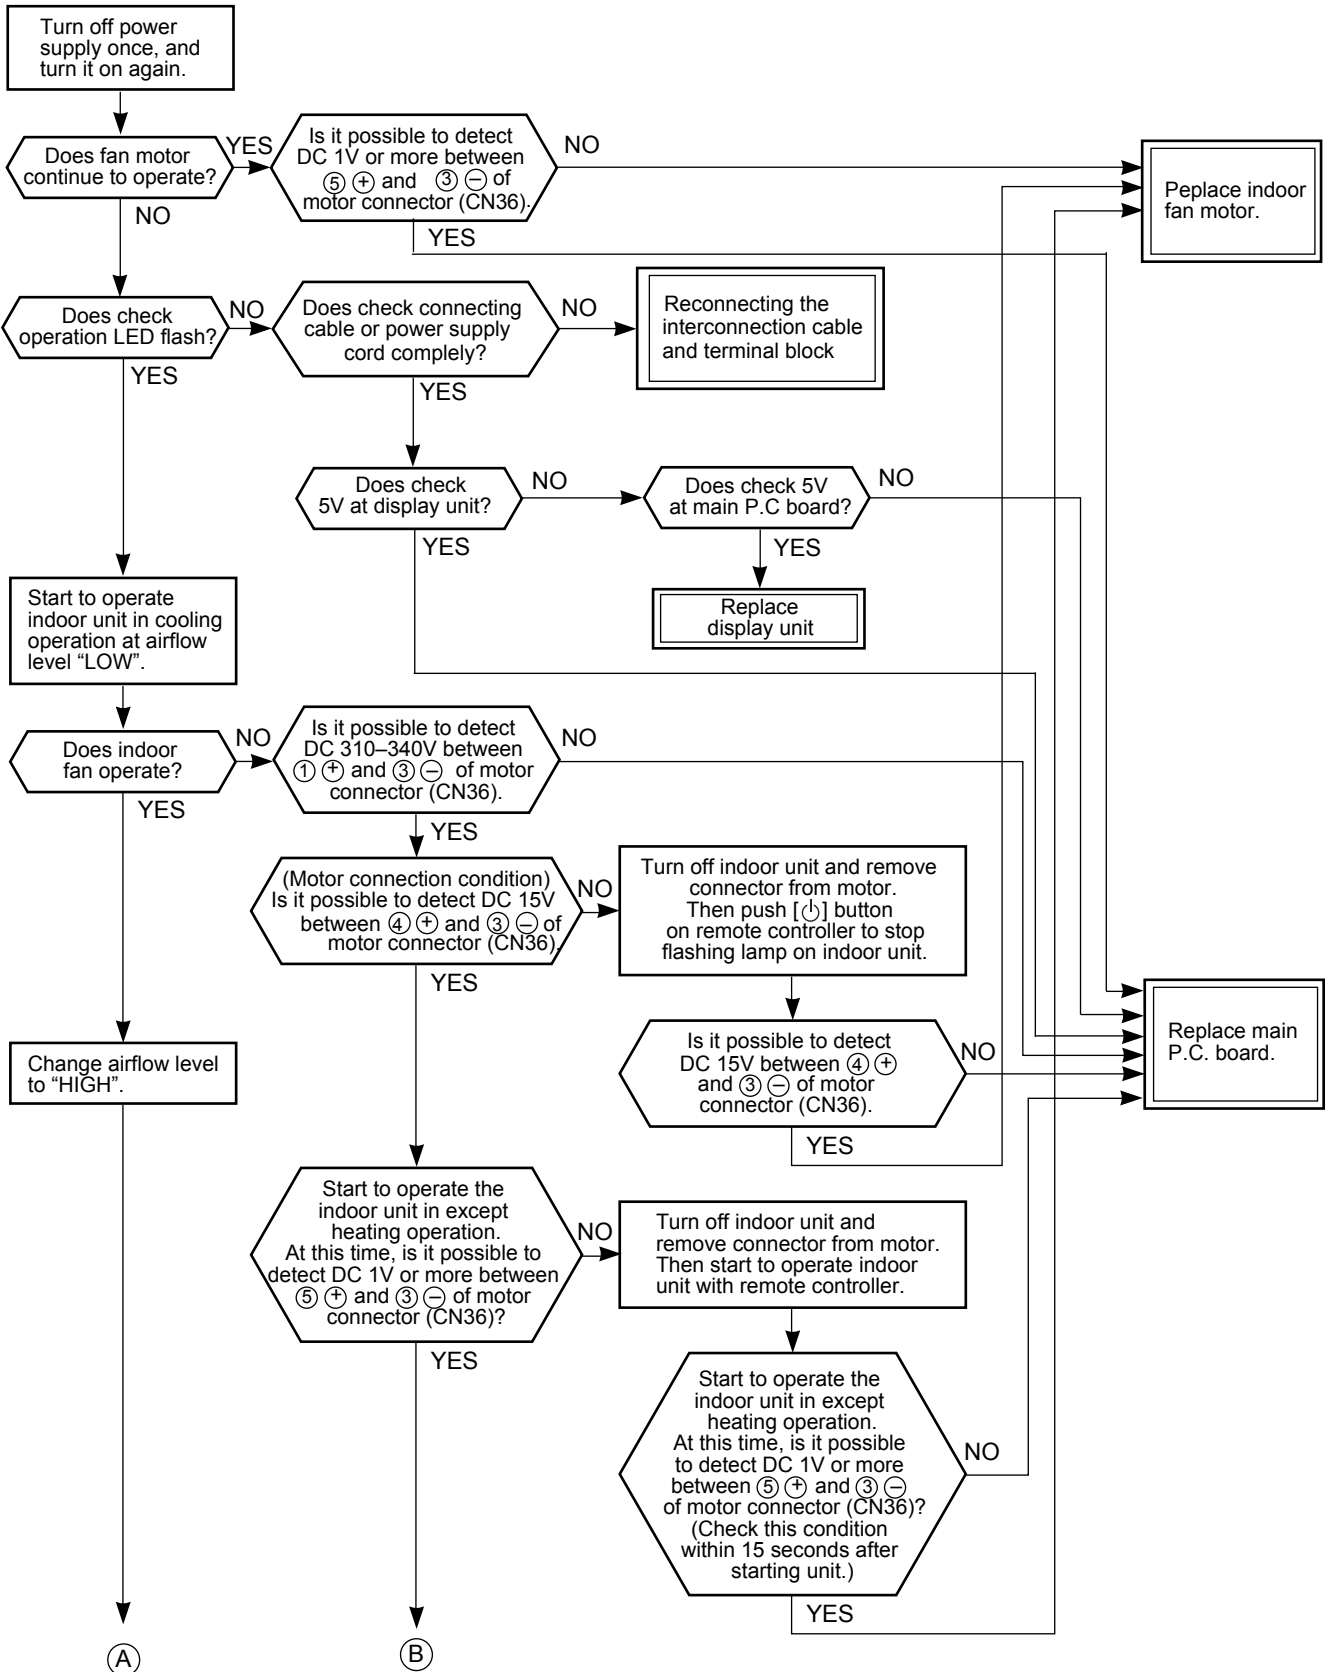 Turn off power
supply once, and
turn it on again.
Does fan motor
continue to operate?
YES
NO
Is it possible to detect
DC 1V or more between
⑤ ⊕ and ③ ⊖ of
motor connector (CN36).
NO
YES
Peplace indoor
fan motor.
Does check
operation LED flash?
NO
YES
Does check connecting
cable or power supply
cord complely?
NO
YES
Reconnecting the
interconnection cable
and terminal block
Does check
5V at display unit?
NO
YES
Does check 5V
at main P.C board?
NO
YES
Replace
display unit
Start to operate
indoor unit in cooling
operation at airflow
level “LOW”.
Does indoor
fan operate?
NO
YES
Is it possible to detect
DC 310–340V between
① ⊕ and ③ ⊖ of motor
connector (CN36).
NO
YES
(Motor connection condition)
Is it possible to detect DC 15V
between ④ ⊕ and ③ ⊖ of
motor connector (CN36).
NO
YES
Turn off indoor unit and remove
connector from motor.
Then push [⏻] button
on remote controller to stop
flashing lamp on indoor unit.
Is it possible to detect
DC 15V between ④ ⊕
and ③ ⊖ of motor
connector (CN36).
NO
YES
Replace main
P.C. board.
Change airflow level
to “HIGH”.
Start to operate the
indoor unit in except
heating operation.
At this time, is it possible to
detect DC 1V or more between
⑤ ⊕ and ③ ⊖ of motor
connector (CN36)?
NO
YES
Turn off indoor unit and
remove connector from motor.
Then start to operate indoor
unit with remote controller.
Start to operate the
indoor unit in except
heating operation.
At this time, is it possible
to detect DC 1V or more
between ⑤ ⊕ and ③ ⊖
of motor connector (CN36)?
(Check this condition
within 15 seconds after
starting unit.)
NO
YES
Ⓐ
Ⓑ